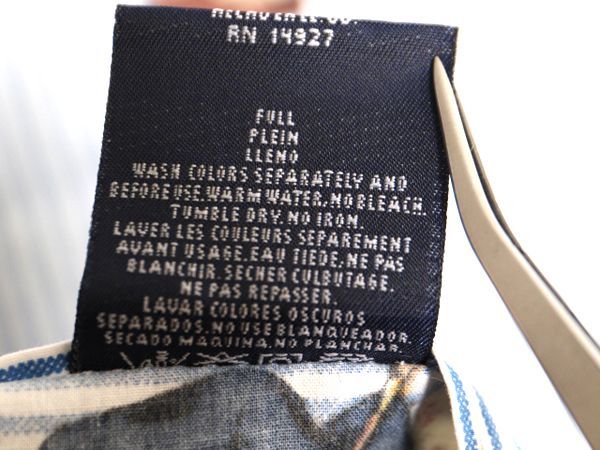 RN 14927
FULL
PLEIN
LLENO
WASH COLORS SEPARATELY AND
BEFORE USE. WARM WATER, NO BLEACH.
TUMBLE DRY, NO IRON.
LAVER LES COULEURS SEPAREMENT
AVANT USAGE. EAU TIEDE. NE PAS
BLANCHIR. SECHER CULBUTAGE.
NE PAS REPASSER.
LAVAR COLORES OSCUROS
SEPARADOS. NO USE BLANQUEADOR.
SECADO MAQUINA. NO PLANCHAR.